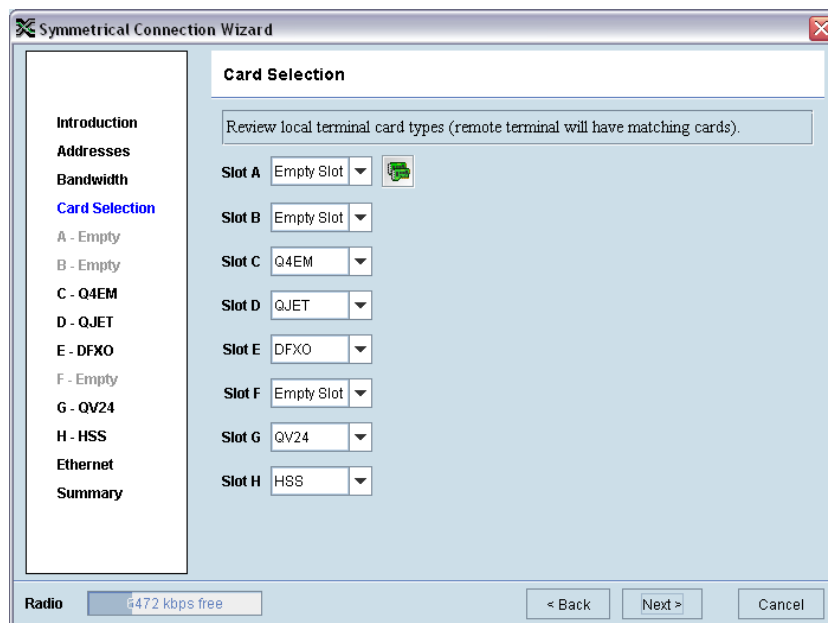 Symmetrical Connection Wizard
Introduction
Addresses
Bandwidth
Card Selection
A - Empty
B - Empty
C - Q4EM
D - QJET
E - DFXO
F - Empty
G - QV24
H - HSS
Ethernet
Summary
Card Selection
Review local terminal card types (remote terminal will have matching cards).
Slot A Empty Slot
Slot B Empty Slot
Slot C Q4EM
Slot D QJET
Slot E DFXO
Slot F Empty Slot
Slot G QV24
Slot H HSS
Radio kbps free
< Back Next > Cancel